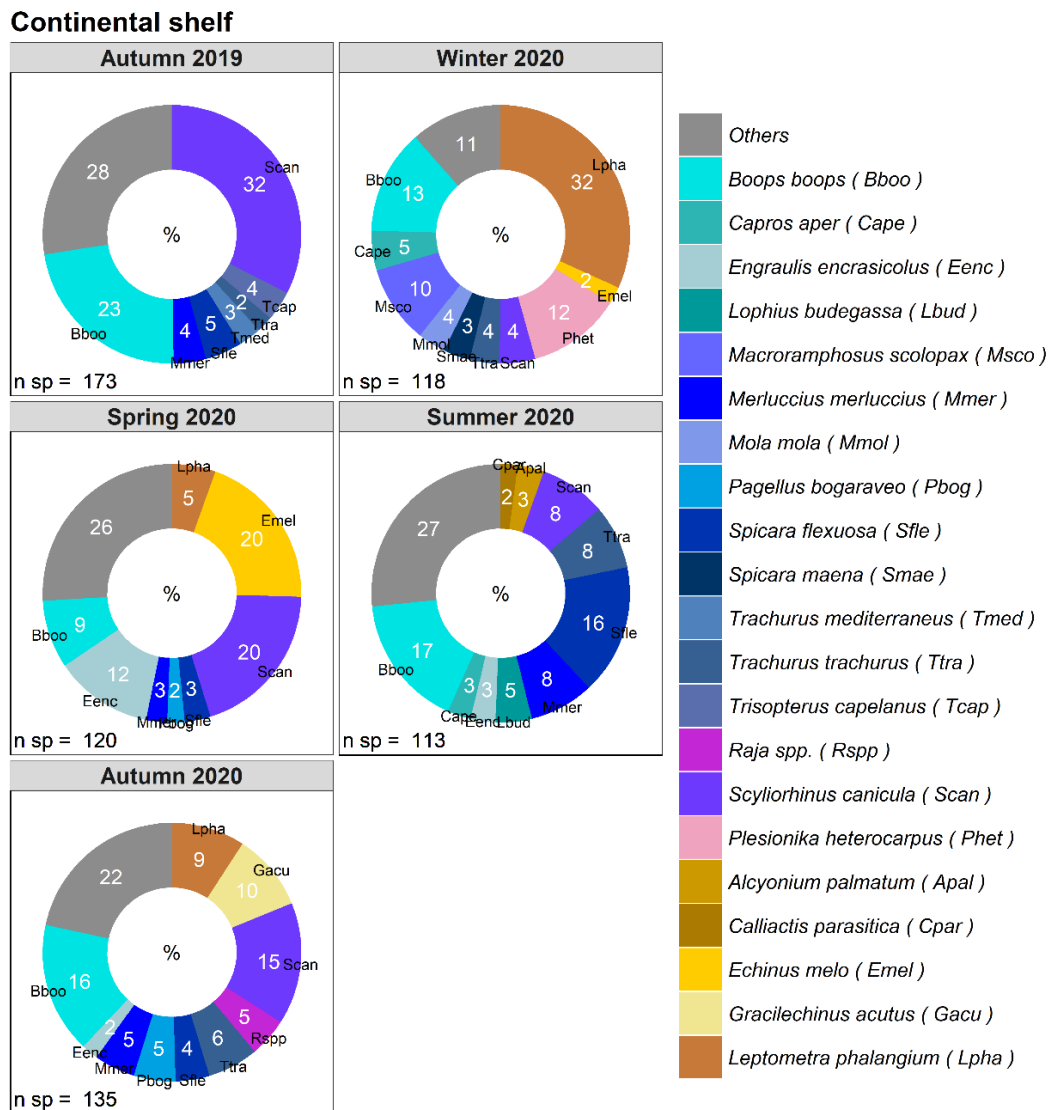 Continental shelf
Autumn 2019
28
32
Scan
%
23
Bboo
4
Mmer
5
Sfle
3
Tmed
2
Ttra
4
Tcap
n sp = 173
Winter 2020
11
32
Lpha
Bboo
13
%
Cape
5
2
Emel
Msco
10
12
Phet
4
Mmol
3
Smae
4
Ttra
4
Scan
n sp = 118
Spring 2020
Lpha
5
26
Emel
20
%
9
Bboo
20
Scan
12
Eenc
3
Mmer
2
Pbog
3
Sfle
n sp = 120
Summer 2020
Cpar
2
Apal
3
Scan
8
27
Ttra
8
%
16
Sfle
17
Bboo
3
Cape
3
Eenc
5
Lbud
8
Mmer
n sp = 113
Autumn 2020
Lpha
9
22
Gacu
10
%
15
Scan
16
Bboo
5
Rspp
2
Eenc
5
Mmer
5
Pbog
4
Sfle
6
Ttra
n sp = 135
Others
Boops boops ( Bboo )
Capros aper ( Cape )
Engraulis encrasicolus ( Eenc )
Lophius budegassa ( Lbud )
Macroramphosus scolopax ( Msco )
Merluccius merluccius ( Mmer )
Mola mola ( Mmol )
Pagellus bogaraveo ( Pbog )
Spicara flexuosa ( Sfle )
Spicara maena ( Smae )
Trachurus mediterraneus ( Tmed )
Trachurus trachurus ( Ttra )
Trisopterus capelanus ( Tcap )
Raja spp. ( Rspp )
Scyliorhinus canicula ( Scan )
Plesionika heterocarpus ( Phet )
Alcyonium palmatum ( Apal )
Calliactis parasitica ( Cpar )
Echinus melo ( Emel )
Gracilechinus acutus ( Gacu )
Leptometra phalangium ( Lpha )